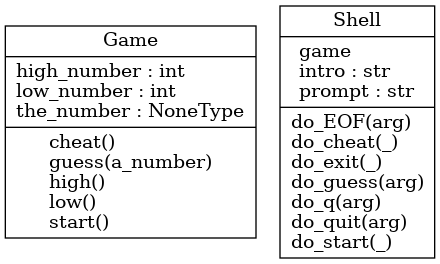 Game
high_number : int
low_number : int
the_number : NoneType
cheat()
guess(a_number)
high()
low()
start()
Shell
game
intro : str
prompt : str
do_EOF(arg)
do_cheat(_)
do_exit(_)
do_guess(arg)
do_q(arg)
do_quit(arg)
do_start(_)